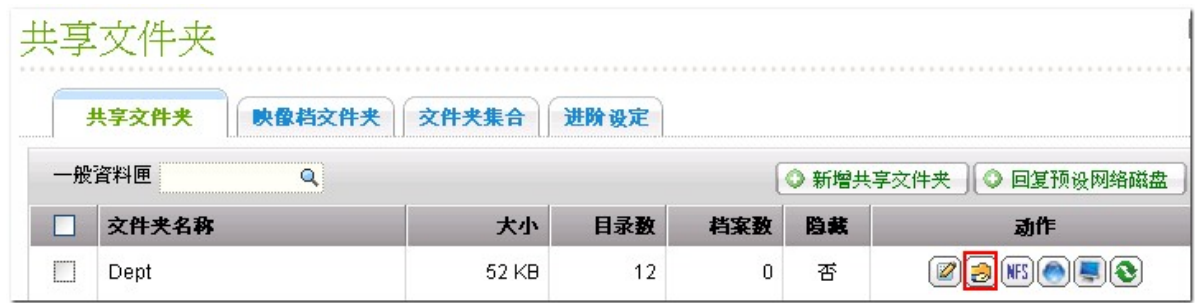 共享文件夹
共享文件夹 映像档文件夹 文件夹集合 进阶设定
一般資料匣 新增共享文件夹 回复预设网络磁盘
文件夹名称 大小 目录数 档案数 隐藏 动作
Dept 52 KB 12 0 否 NFS